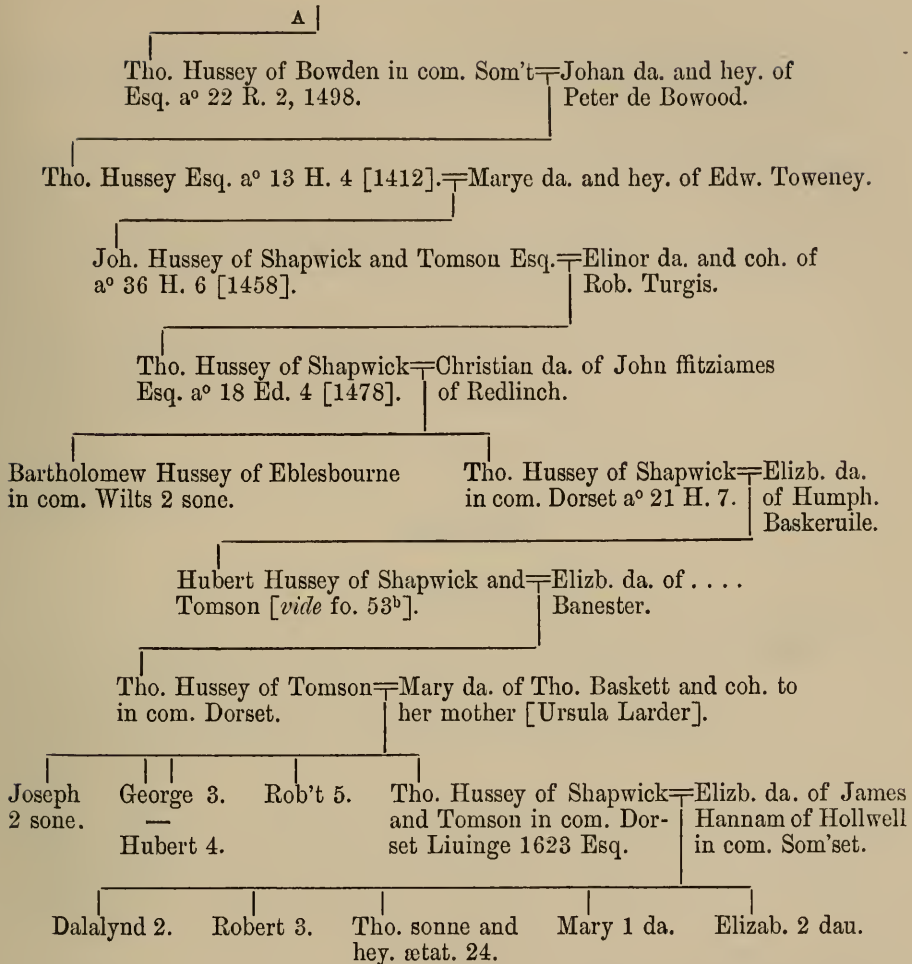 A
Tho. Hussey of Bowden in com. Som't Johan da. and hey. of
Esq. aº 22 R. 2, 1498. Peter de Bowood.
Tho. Hussey Esq. aº 13 H. 4 [1412]. Marye da. and hey. of Edw. Toweney.
Joh. Hussey of Shapwick and Tomson Esq. Elinor da. and coh. of
aº 36 H. 6 [1458]. Rob. Turgis.
Tho. Hussey of Shapwick Christian da. of John ffitziames
Esq. aº 18 Ed. 4 [1478]. of Redlinch.
Bartholomew Hussey of Eblesbourne Tho. Hussey of Shapwick Elizb. da.
in com. Wilts 2 sone. in com. Dorset aº 21 H. 7. of Humph.
Baskeruile.
Hubert Hussey of Shapwick and Elizb. da. of . . . .
Tomson [vide fo. 53ᵇ]. Banester.
Tho. Hussey of Tomson Mary da. of Tho. Baskett and coh. to
in com. Dorset. her mother [Ursula Larder].
Joseph George 3. Rob't 5. Tho. Hussey of Shapwick Elizb. da. of James
2 sone. — and Tomson in com. Dor- Hannam of Hollwell
Hubert 4. set Liuinge 1623 Esq. in com. Som'set.
Dalalynd 2. Robert 3. Tho. sonne and Mary 1 da. Elizab. 2 dau.
hey. ætat. 24.